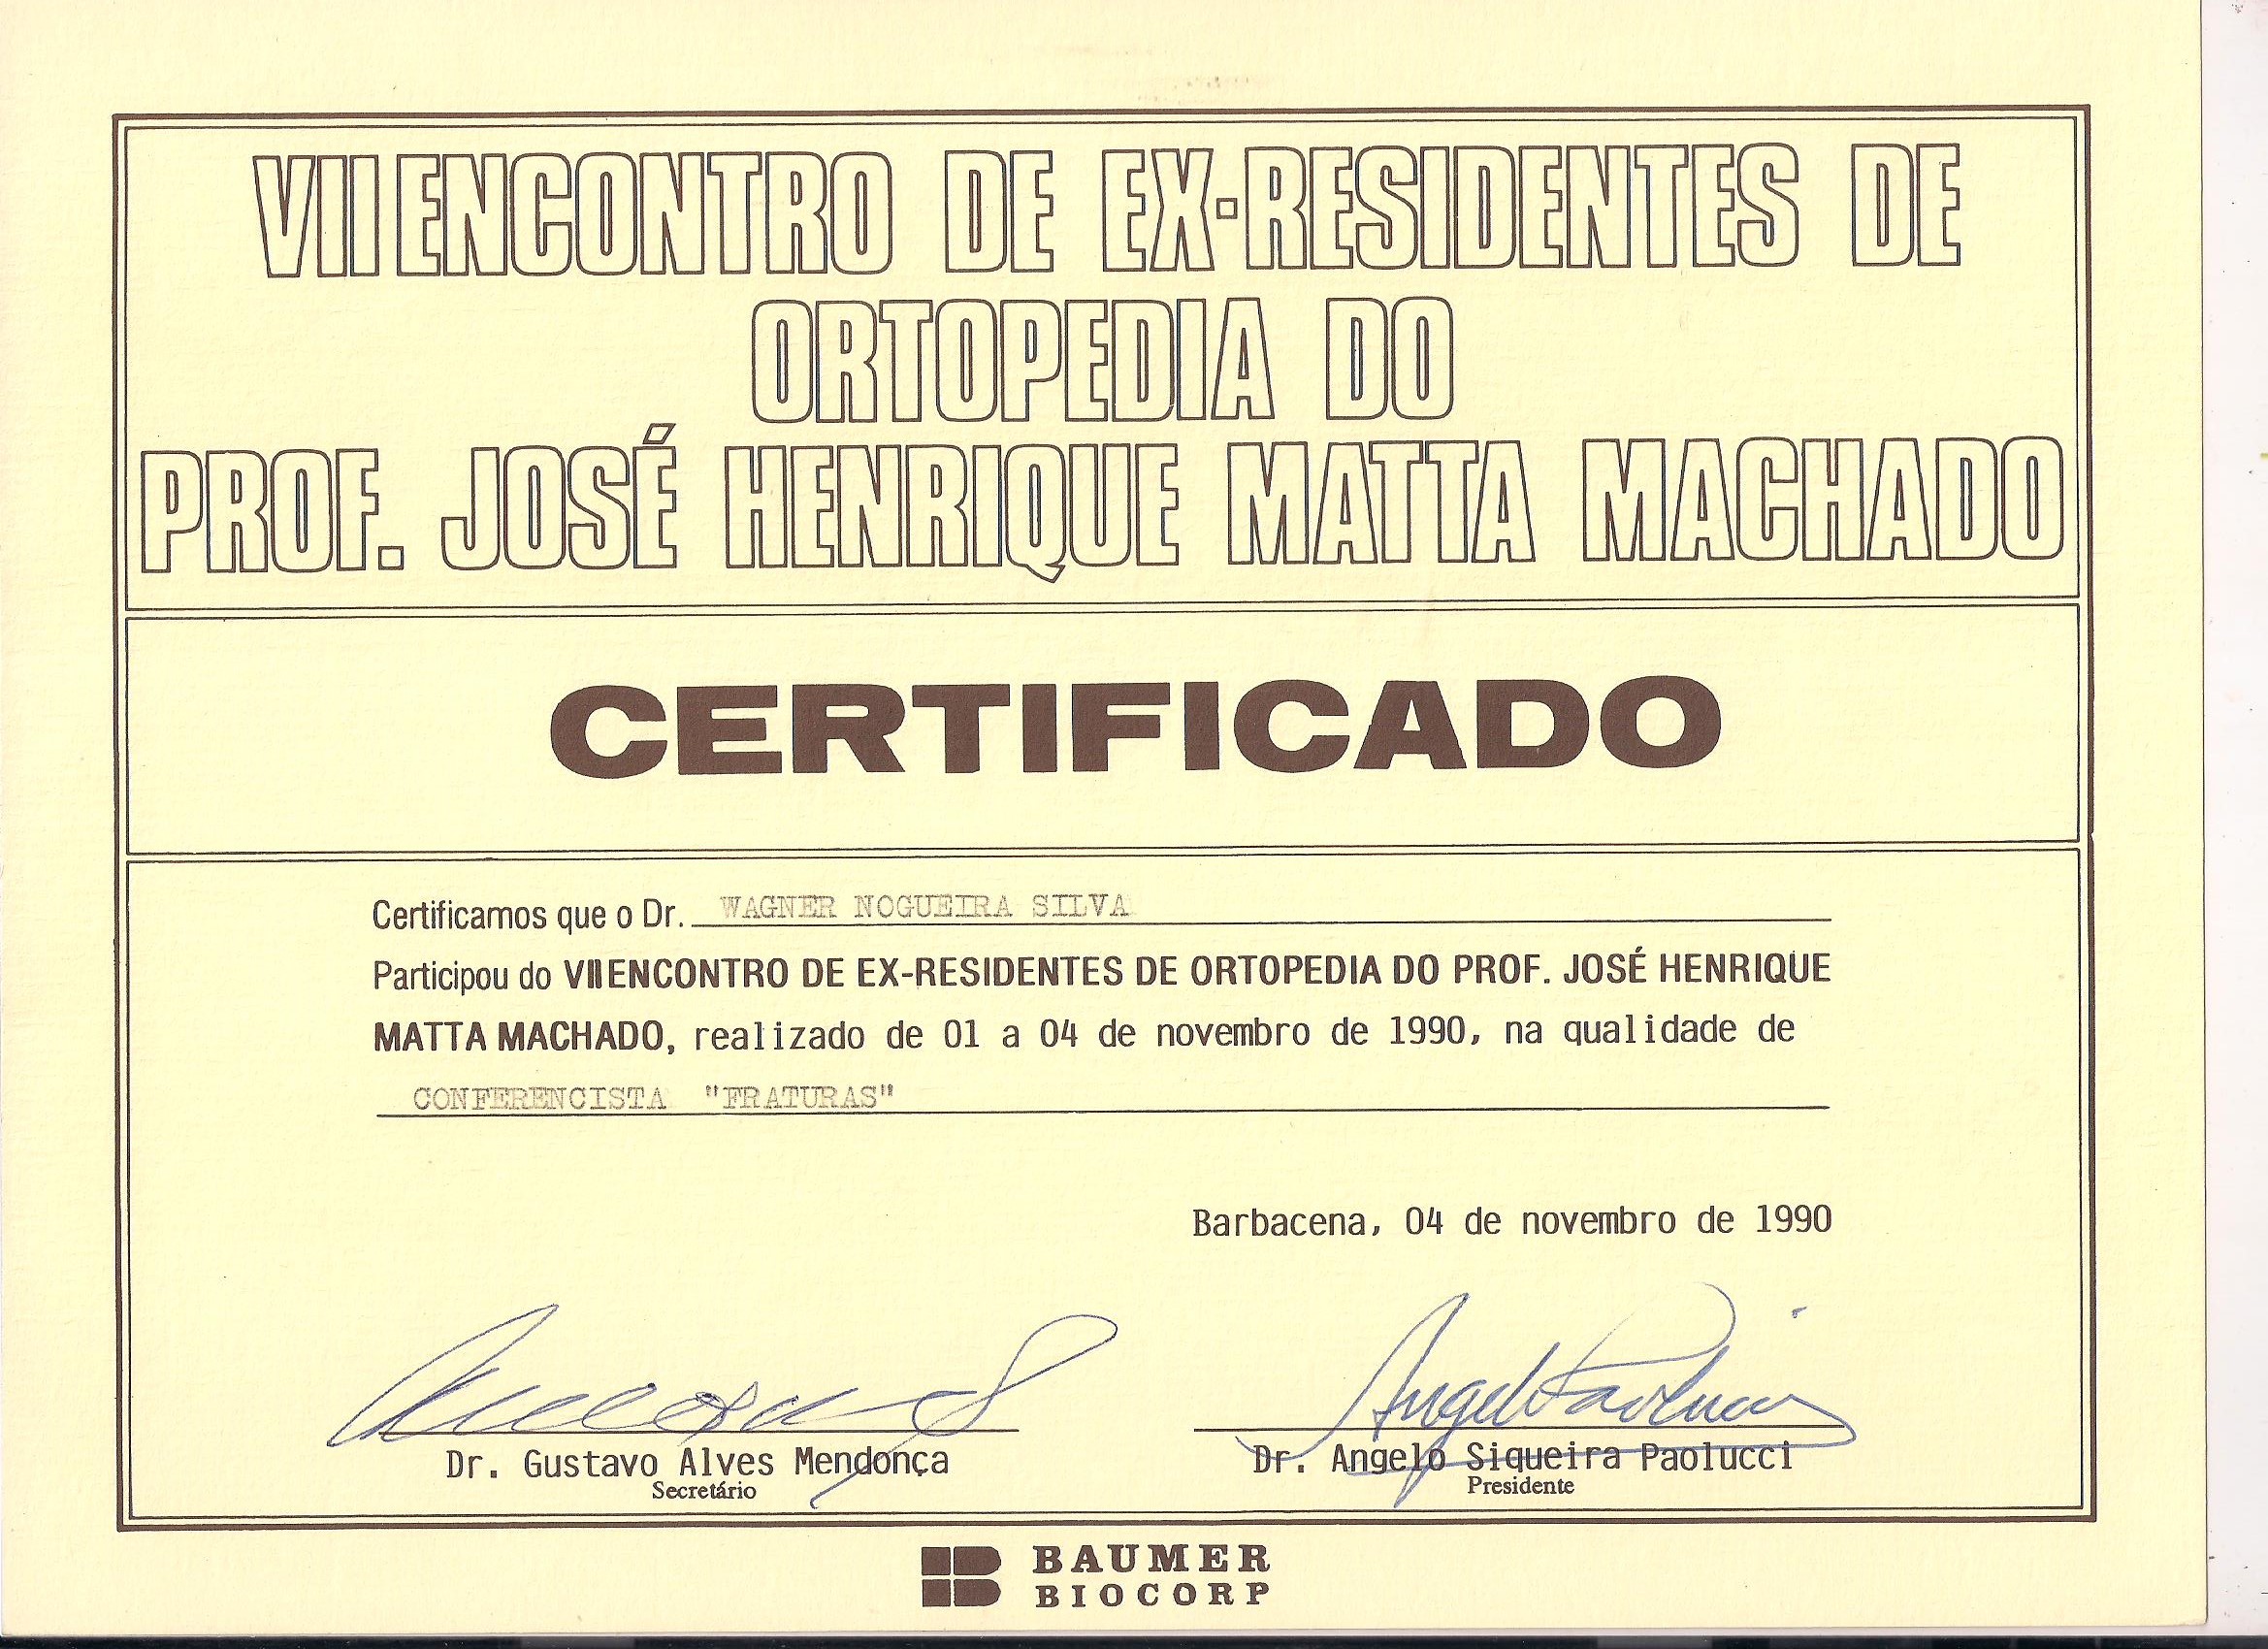 VII ENCONTRO DE EX-RESIDENTES DE
ORTOPEDIA DO
PROF. JOSÉ HENRIQUE MATTA MACHADO
CERTIFICADO
Certificamos que o Dr. WAGNER NOGUEIRA SILVA
Participou do VII ENCONTRO DE EX-RESIDENTES DE ORTOPEDIA DO PROF. JOSÉ HENRIQUE
MATTA MACHADO, realizado de 01 a 04 de novembro de 1990, na qualidade de
CONFERENCISTA "FRATURAS"
Barbacena, 04 de novembro de 1990
Angelo Paolucci
Dr. Gustavo Alves Mendonça
Secretário
Dr. Angelo Siqueira Paolucci
Presidente
BAUMER
BIOCORP